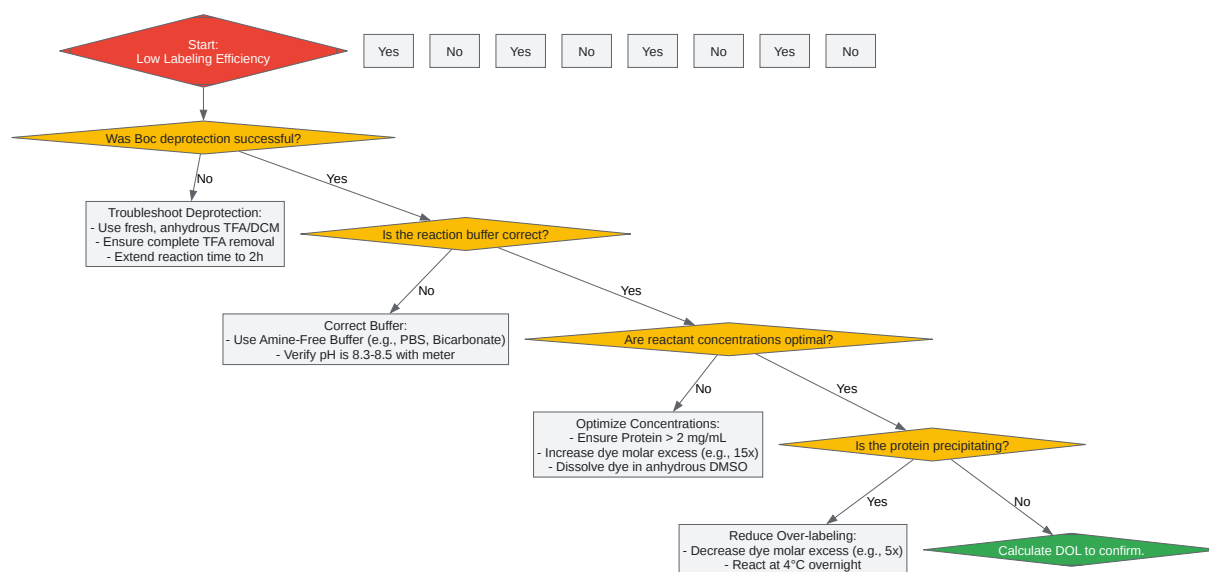 Start:
Low Labeling Efficiency
Yes
No
Yes
No
Yes
No
Yes
No
Was Boc deprotection successful?
No
Yes
Troubleshoot Deprotection:
- Use fresh, anhydrous TFA/DCM
- Ensure complete TFA removal
- Extend reaction time to 2h
Is the reaction buffer correct?
No
Yes
Correct Buffer:
- Use Amine-Free Buffer (e.g., PBS, Bicarbonate)
- Verify pH is 8.3-8.5 with meter
Are reactant concentrations optimal?
No
Yes
Optimize Concentrations:
- Ensure Protein > 2 mg/mL
- Increase dye molar excess (e.g., 15x)
- Dissolve dye in anhydrous DMSO
Is the protein precipitating?
Yes
No
Reduce Over-labeling:
- Decrease dye molar excess (e.g., 5x)
- React at 4°C overnight
Calculate DOL to confirm.